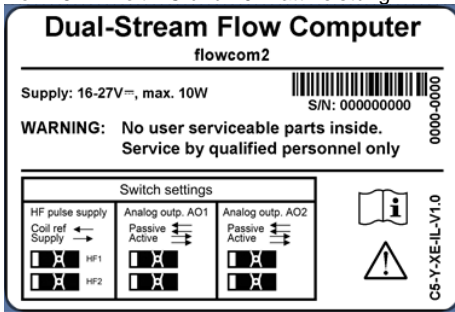 Dual-Stream Flow Computer
flowcom2
Supply: 16-27V⎓, max. 10W
S/N: 000000000
0000-0000
WARNING: No user serviceable parts inside.
Service by qualified personnel only
Switch settings
HF pulse supply
Coil ref ←
Supply →
HF1
HF2
Analog outp. AO1
Passive
Active
Analog outp. AO2
Passive
Active
i
C5-Y-XE-IL-V1.0